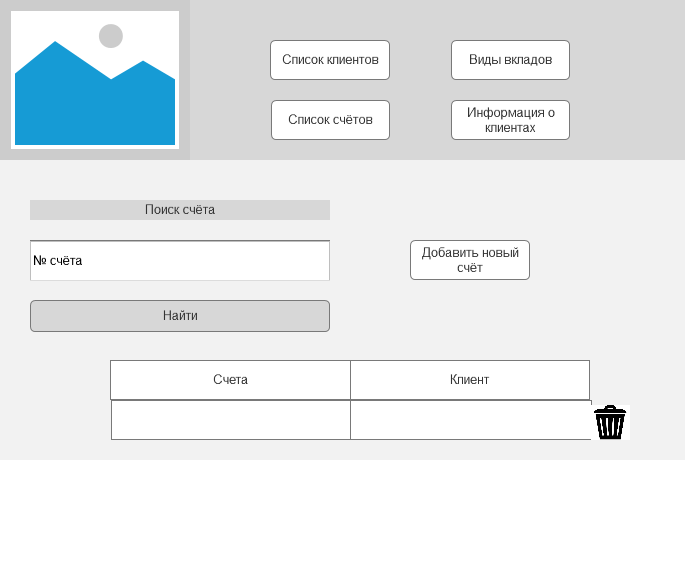 Список клиентов
Виды вкладов
Список счётов
Информация о
клиентах
Поиск счёта
№ счёта
Добавить новый
счёт
Найти
Счета
Клиент